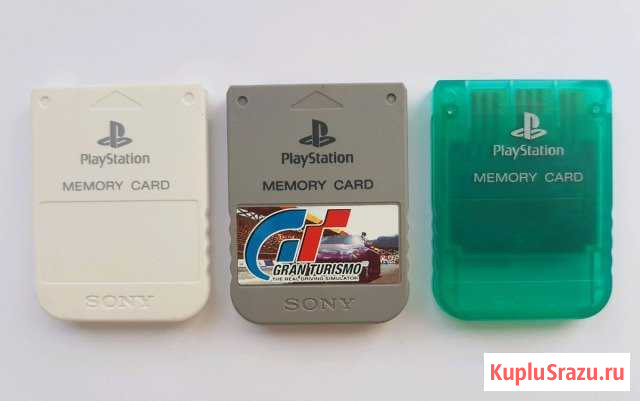 PlayStation
MEMORY CARD
SONY
PlayStation
MEMORY CARD
GT
GRAN TURISMO
THE REAL DRIVING SIMULATOR
SONY
PlayStation
MEMORY CARD
KupluSrazu.ru